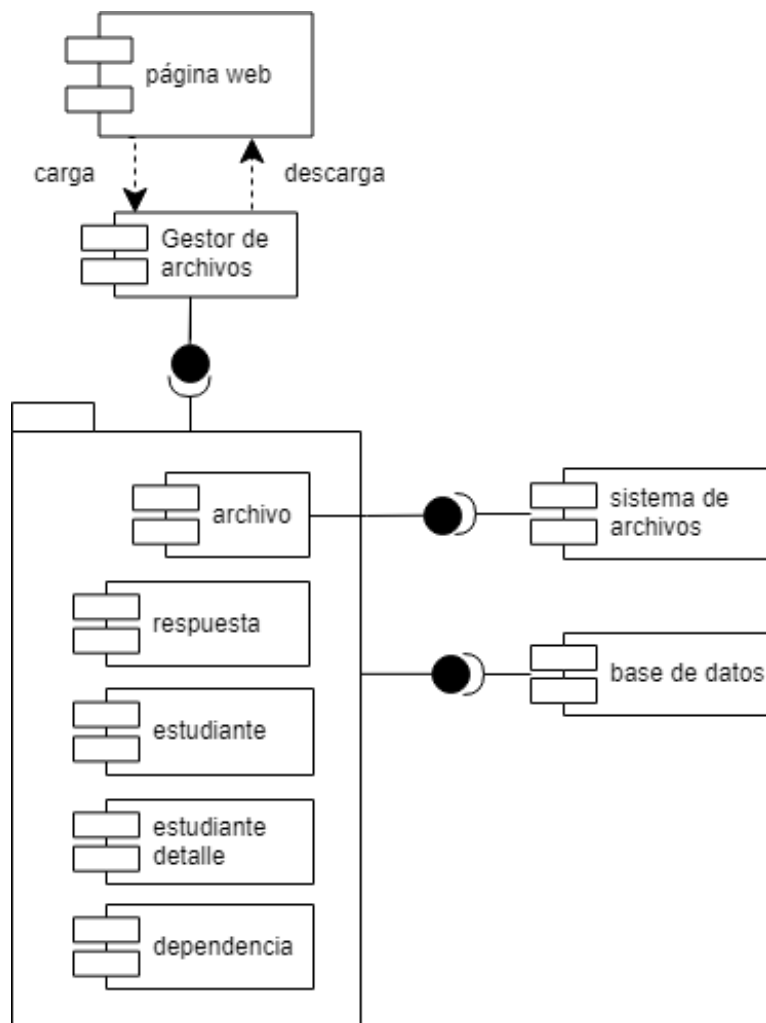 página web
carga
descarga
Gestor de
archivos
archivo
sistema de
archivos
respuesta
base de datos
estudiante
estudiante
detalle
dependencia